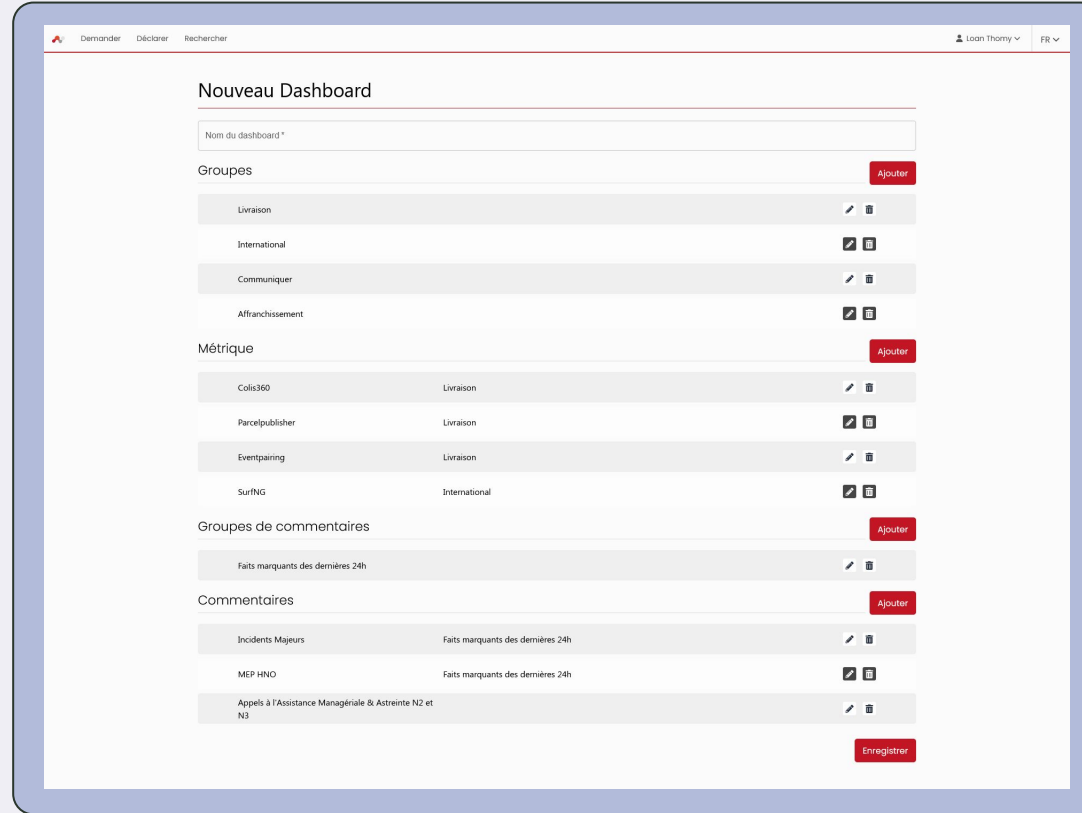 Demander Déclarer Rechercher Loan Thomy FR
Nouveau Dashboard
Nom du dashboard *
Groupes Ajouter
Livraison
International
Communiquer
Affranchissement
Métrique Ajouter
Colis360 Livraison
Parcelpublisher Livraison
Eventpairing Livraison
SurfNG International
Groupes de commentaires Ajouter
Faits marquants des dernières 24h
Commentaires Ajouter
Incidents Majeurs Faits marquants des dernières 24h
MEP HNO Faits marquants des dernières 24h
Appels à l'Assistance Managériale & Astreinte N2 et
N3
Enregistrer